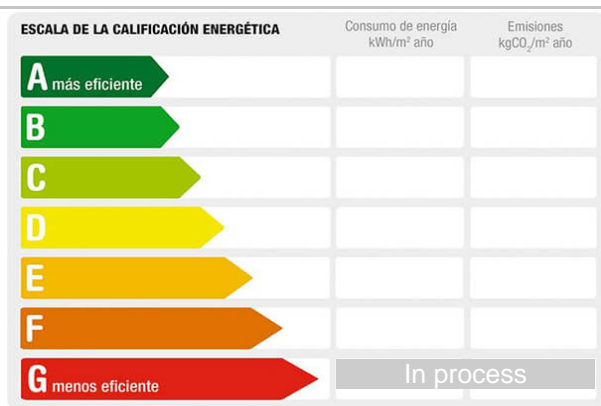 ESCALA DE LA CALIFICACIÓN ENERGÉTICA
Consumo de energía
kWh/m² año
Emisiones
kgCO₂/m² año
A más eficiente
B
C
D
E
F
G menos eficiente
In process